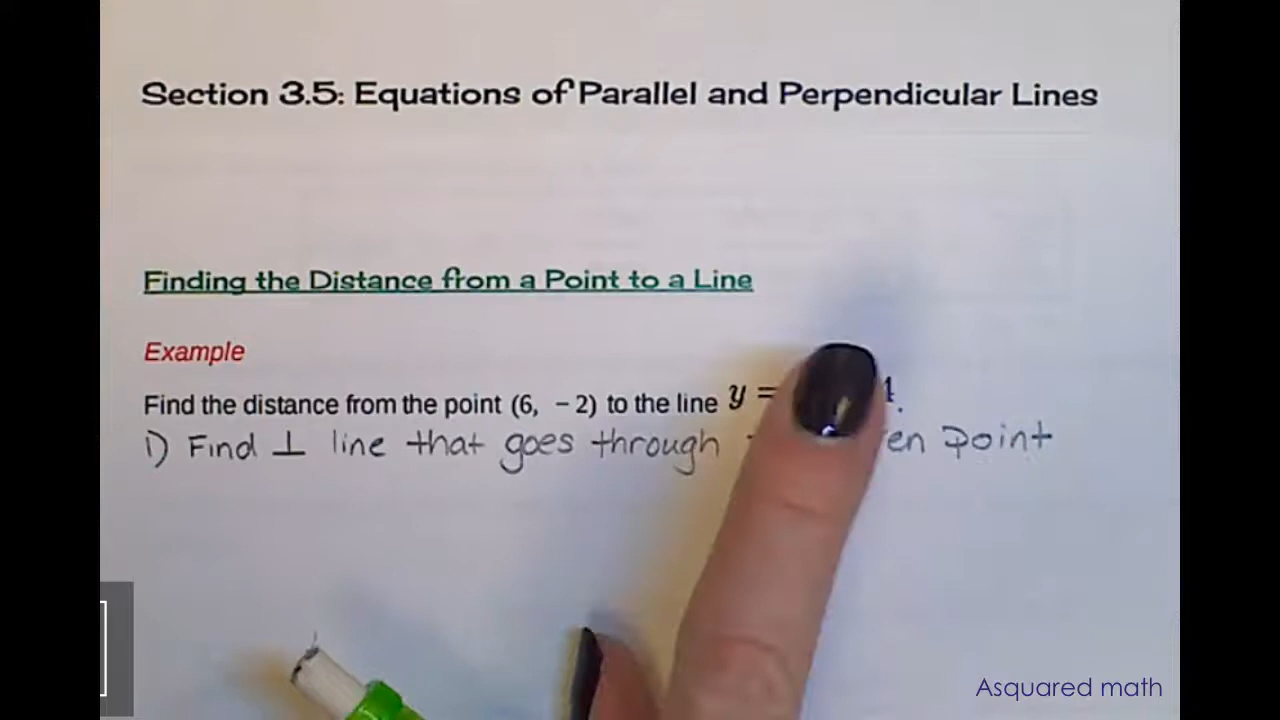 Section 3.5: Equations of Parallel and Perpendicular Lines
Finding the Distance from a Point to a Line
Example
Find the distance from the point (6, −2) to the line y = 4.
1) Find ⊥ line that goes through en point
Asquared math